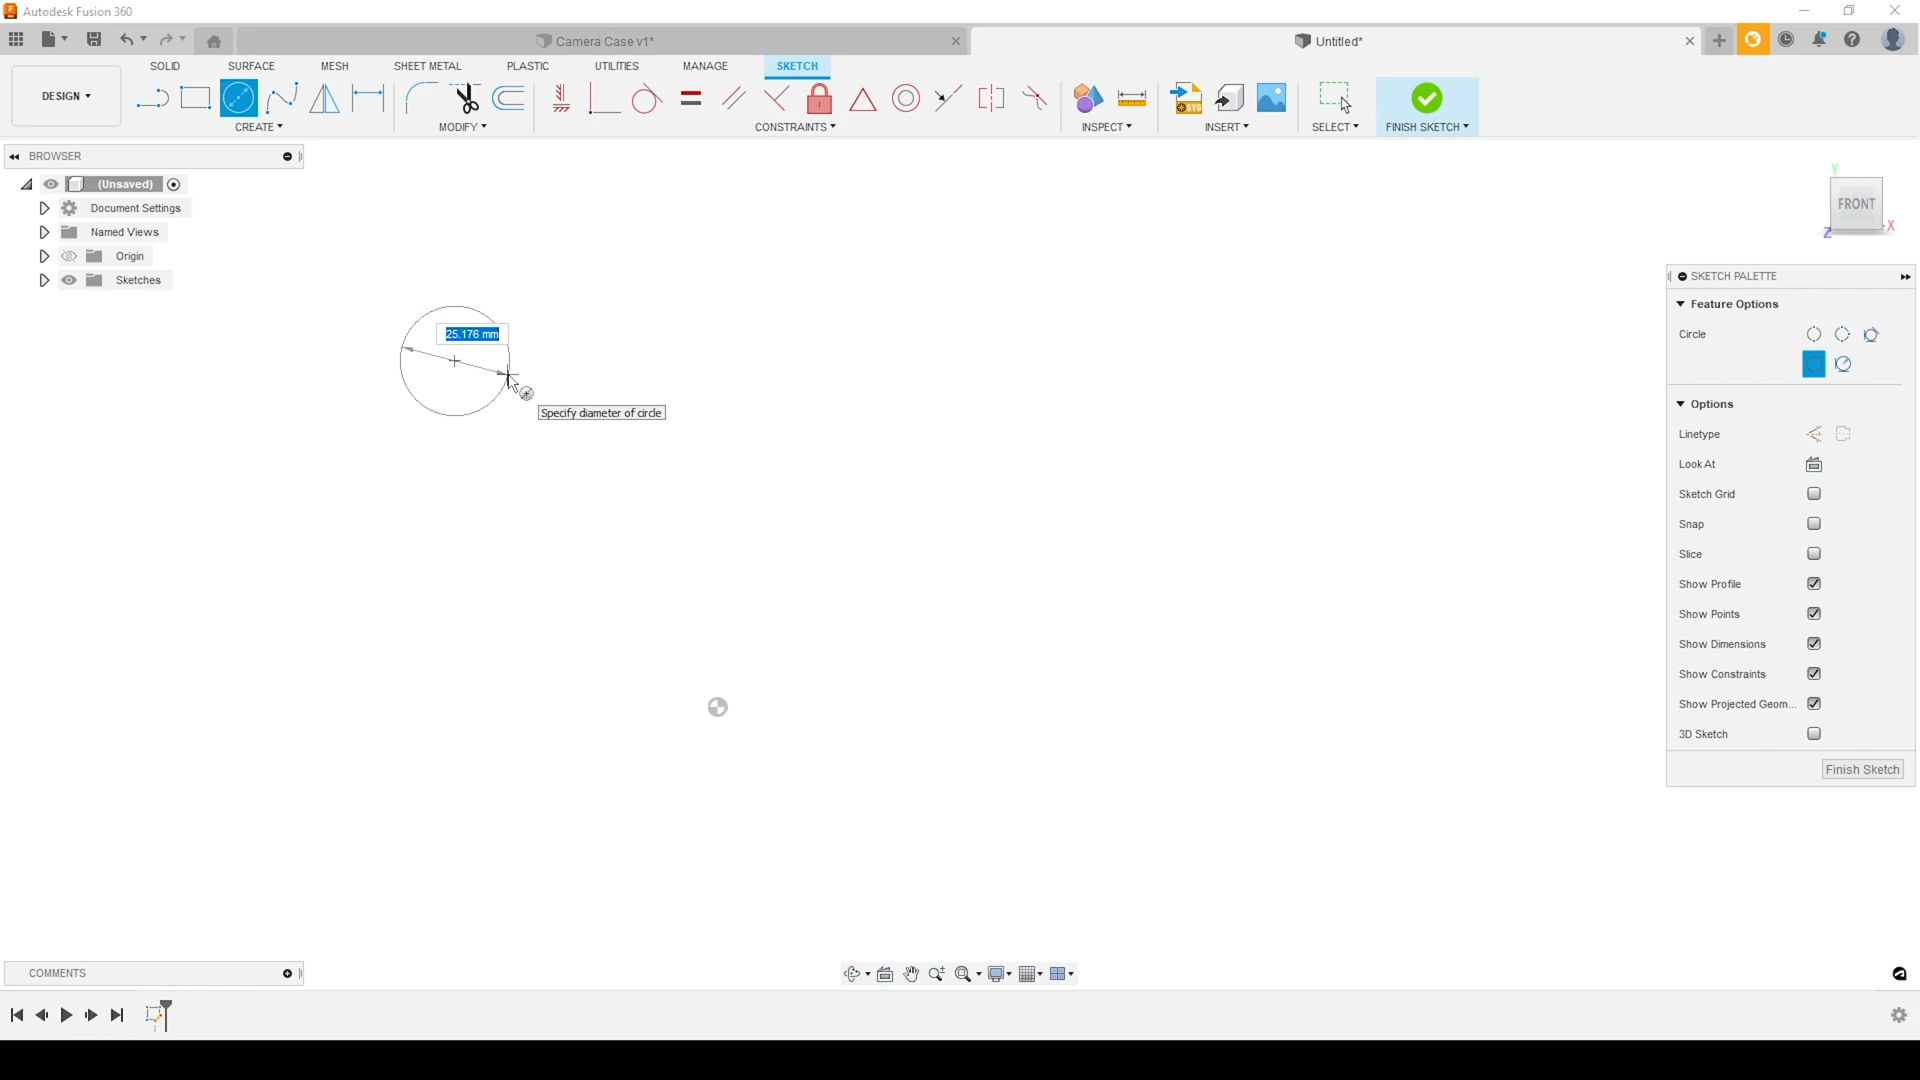 Autodesk Fusion 360
Camera Case v1*
Untitled*
SOLID
SURFACE
MESH
SHEET METAL
PLASTIC
UTILITIES
MANAGE
SKETCH
DESIGN
CREATE
MODIFY
CONSTRAINTS
INSPECT
SVG
INSERT
SELECT
FINISH SKETCH
BROWSER
(Unsaved)
Document Settings
Named Views
Origin
Sketches
25.176 mm
Specify diameter of circle
Y
FRONT
X
Z
SKETCH PALETTE
Feature Options
Circle
Options
Linetype
Look At
Sketch Grid
Snap
Slice
Show Profile
Show Points
Show Dimensions
Show Constraints
Show Projected Geom...
3D Sketch
Finish Sketch
COMMENTS